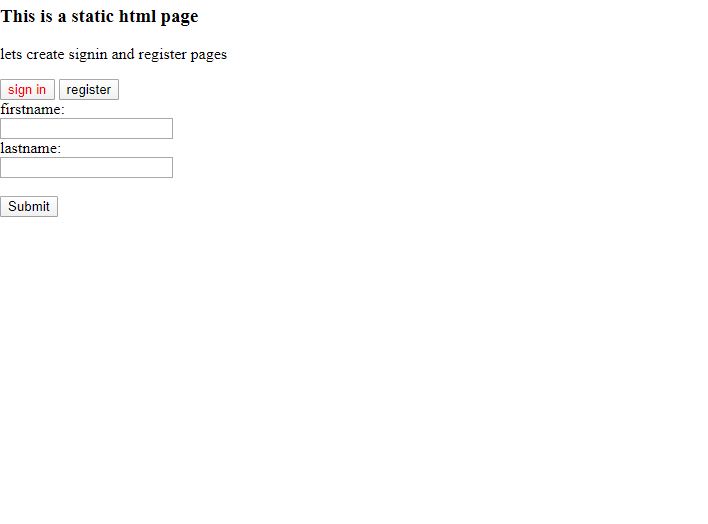 This is a static html page
lets create signin and register pages
sign in register
firstname:
lastname:
Submit